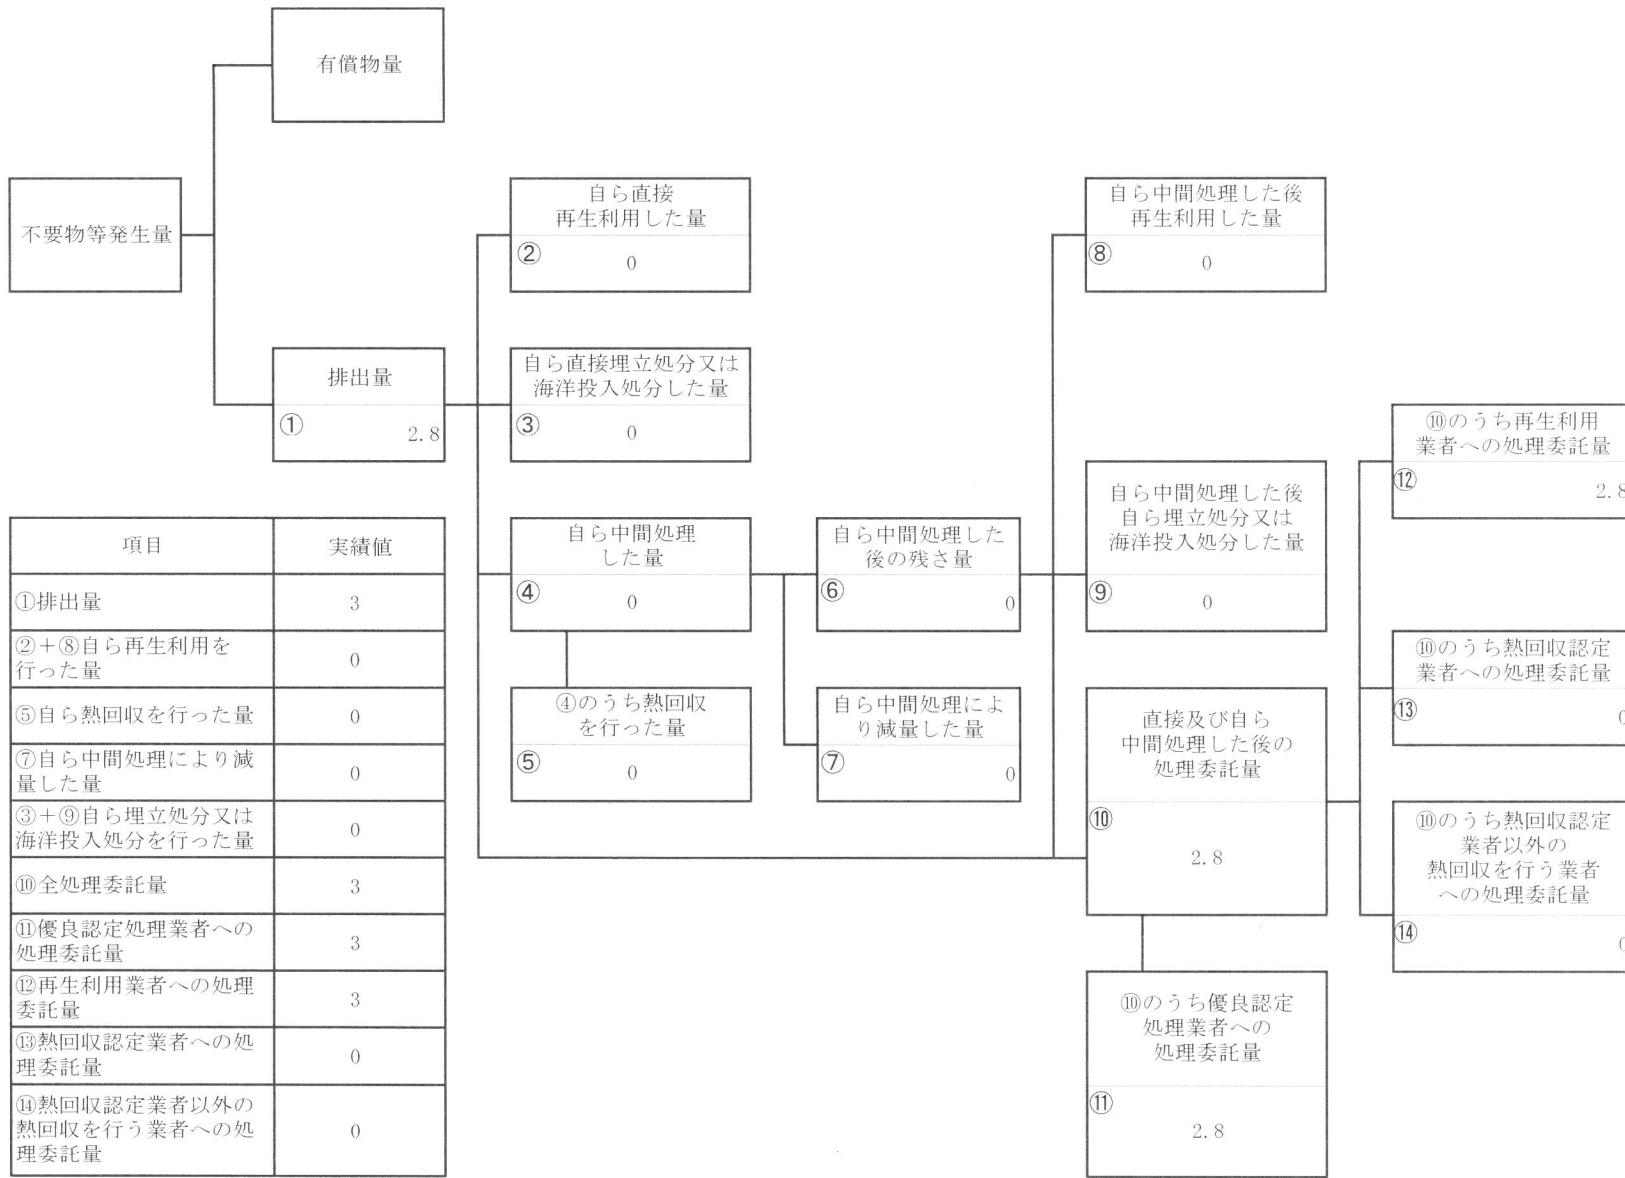 有償物量
不要物等発生量
排出量
①
2.8
自ら直接
再生利用した量
②
0
自ら直接埋立処分又は
海洋投入処分した量
③
0
自ら中間処理
した量
④
0
④のうち熱回収
を行った量
⑤
0
自ら中間処理した
後の残さ量
⑥
0
自ら中間処理によ
り減量した量
⑦
0
自ら中間処理した後
再生利用した量
⑧
0
自ら中間処理した後
自ら埋立処分又は
海洋投入処分した量
⑨
0
直接及び自ら
中間処理した後の
処理委託量
⑩
2.8
⑩のうち優良認定
処理業者への
処理委託量
⑪
2.8
⑩のうち再生利用
業者への処理委託量
⑫
2.8
⑩のうち熱回収認定
業者への処理委託量
⑬
0
⑩のうち熱回収認定
業者以外の
熱回収を行う業者
への処理委託量
⑭
0
項目
実績値
①排出量
3
②+⑧自ら再生利用を
行った量
0
⑤自ら熱回収を行った量
0
⑦自ら中間処理により減
量した量
0
③+⑨自ら埋立処分又は
海洋投入処分を行った量
0
⑩全処理委託量
3
⑪優良認定処理業者への
処理委託量
3
⑫再生利用業者への処理
委託量
3
⑬熱回収認定業者への処
理委託量
0
⑭熱回収認定業者以外の
熱回収を行う業者への処
理委託量
0